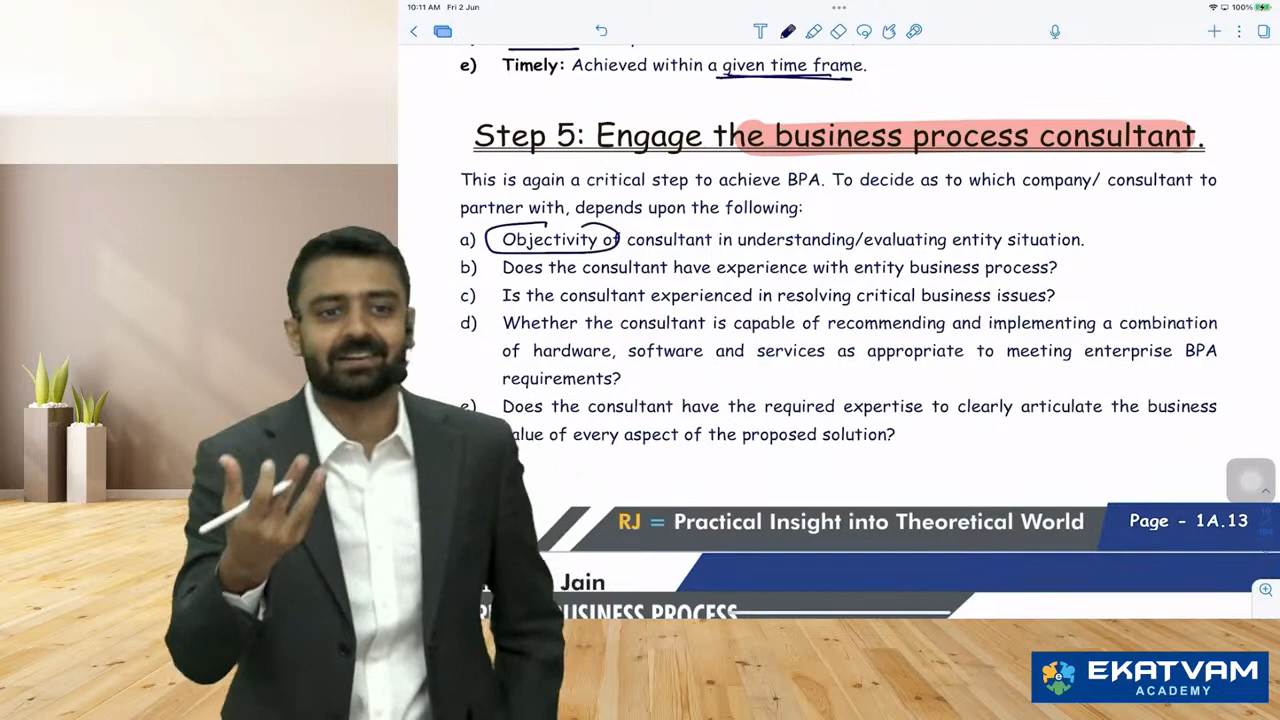 10:11 AM Fri 2 Jun
100%
e) Timely: Achieved within a given time frame.
Step 5: Engage the business process consultant.
This is again a critical step to achieve BPA. To decide as to which company/ consultant to
partner with, depends upon the following:
a) Objectivity of consultant in understanding/evaluating entity situation.
b) Does the consultant have experience with entity business process?
c) Is the consultant experienced in resolving critical business issues?
d) Whether the consultant is capable of recommending and implementing a combination
of hardware, software and services as appropriate to meeting enterprise BPA
requirements?
e) Does the consultant have the required expertise to clearly articulate the business
alue of every aspect of the proposed solution?
RJ = Practical Insight into Theoretical World
Page - 1A.13
Jain
BUSINESS PROCESS
EKATVAM
ACADEMY